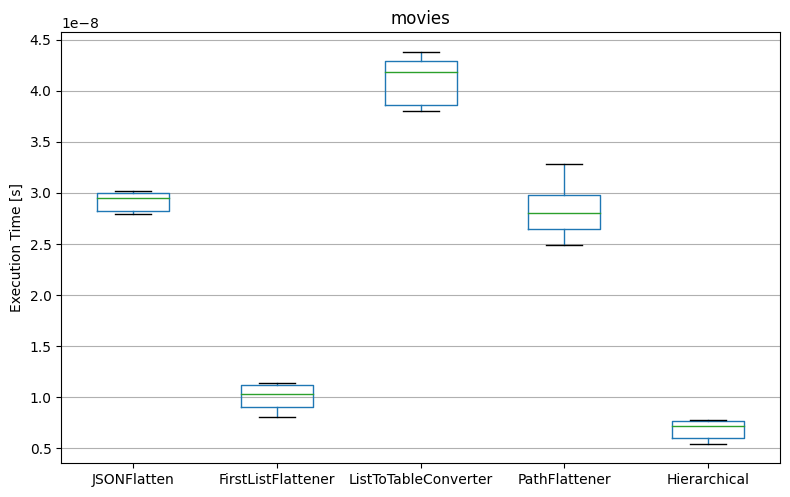 movies
1e−8
4.5
4.0
3.5
3.0
2.5
2.0
1.5
1.0
0.5
Execution Time [s]
JSONFlatten FirstListFlattener ListToTableConverter PathFlattener Hierarchical